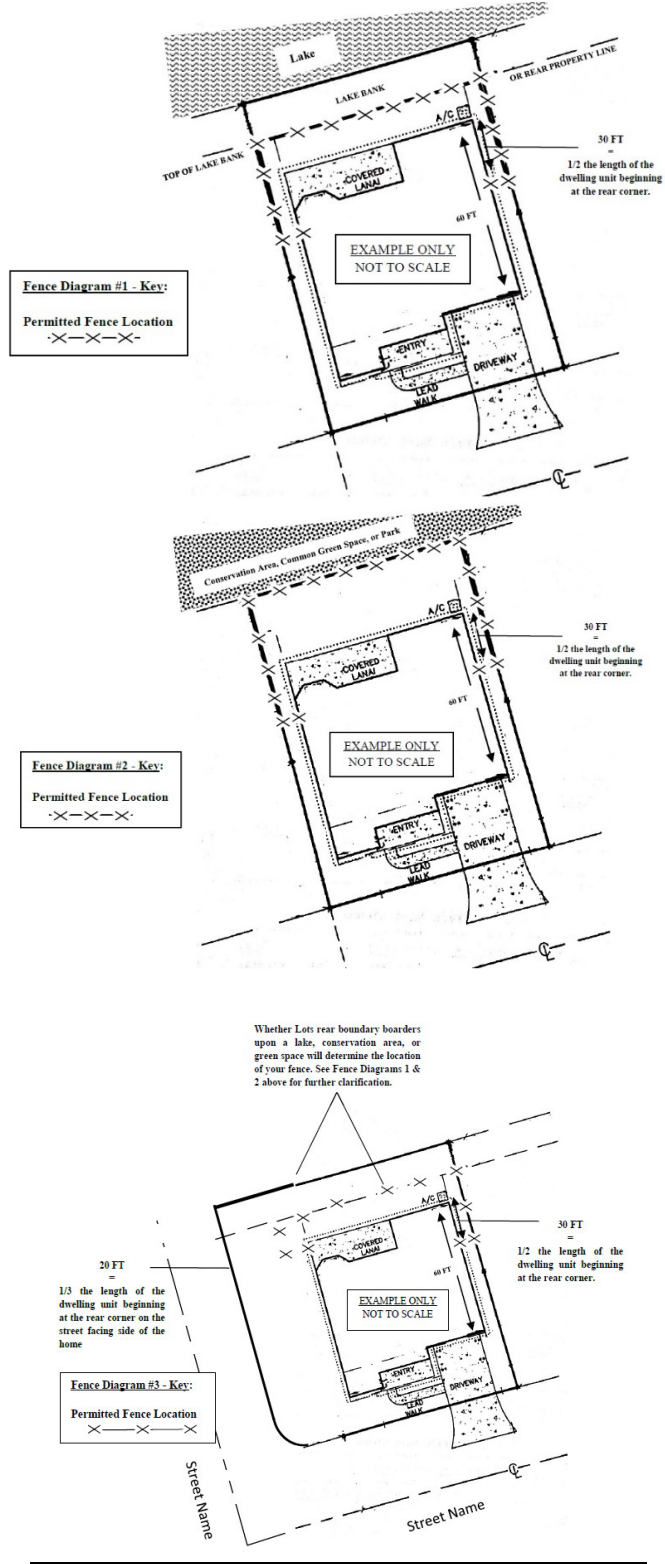 Lake
OR REAR PROPERTY LINE
LAKE BANK
A/C
TOP OF LAKE BANK
30 FT
=
1/2 the length of the
dwelling unit beginning
at the rear corner.
COVERED
LANAI
60 FT
EXAMPLE ONLY
NOT TO SCALE
Fence Diagram #1 - Key:
Permitted Fence Location
-X—X—X-
ENTRY
DRIVEWAY
LEAD
WALK
CL
Conservation Area, Common Green Space, or Park
A/C
30 FT
=
1/2 the length of the
dwelling unit beginning
at the rear corner.
COVERED
LANAI
60 FT
EXAMPLE ONLY
NOT TO SCALE
Fence Diagram #2 - Key:
Permitted Fence Location
-X—X—X-
ENTRY
DRIVEWAY
LEAD
WALK
CL
Whether Lots rear boundary boarders
upon a lake, conservation area, or
green space will determine the location
of your fence. See Fence Diagrams 1 &
2 above for further clarification.
A/C
30 FT
=
1/2 the length of the
dwelling unit beginning
at the rear corner.
COVERED
LANAI
60 FT
20 FT
=
1/3 the length of the
dwelling unit beginning
at the rear corner on the
street facing side of the
home
EXAMPLE ONLY
NOT TO SCALE
Fence Diagram #3 - Key:
Permitted Fence Location
X——X——X
ENTRY
DRIVEWAY
LEAD
WALK
CL
Street Name
Street Name